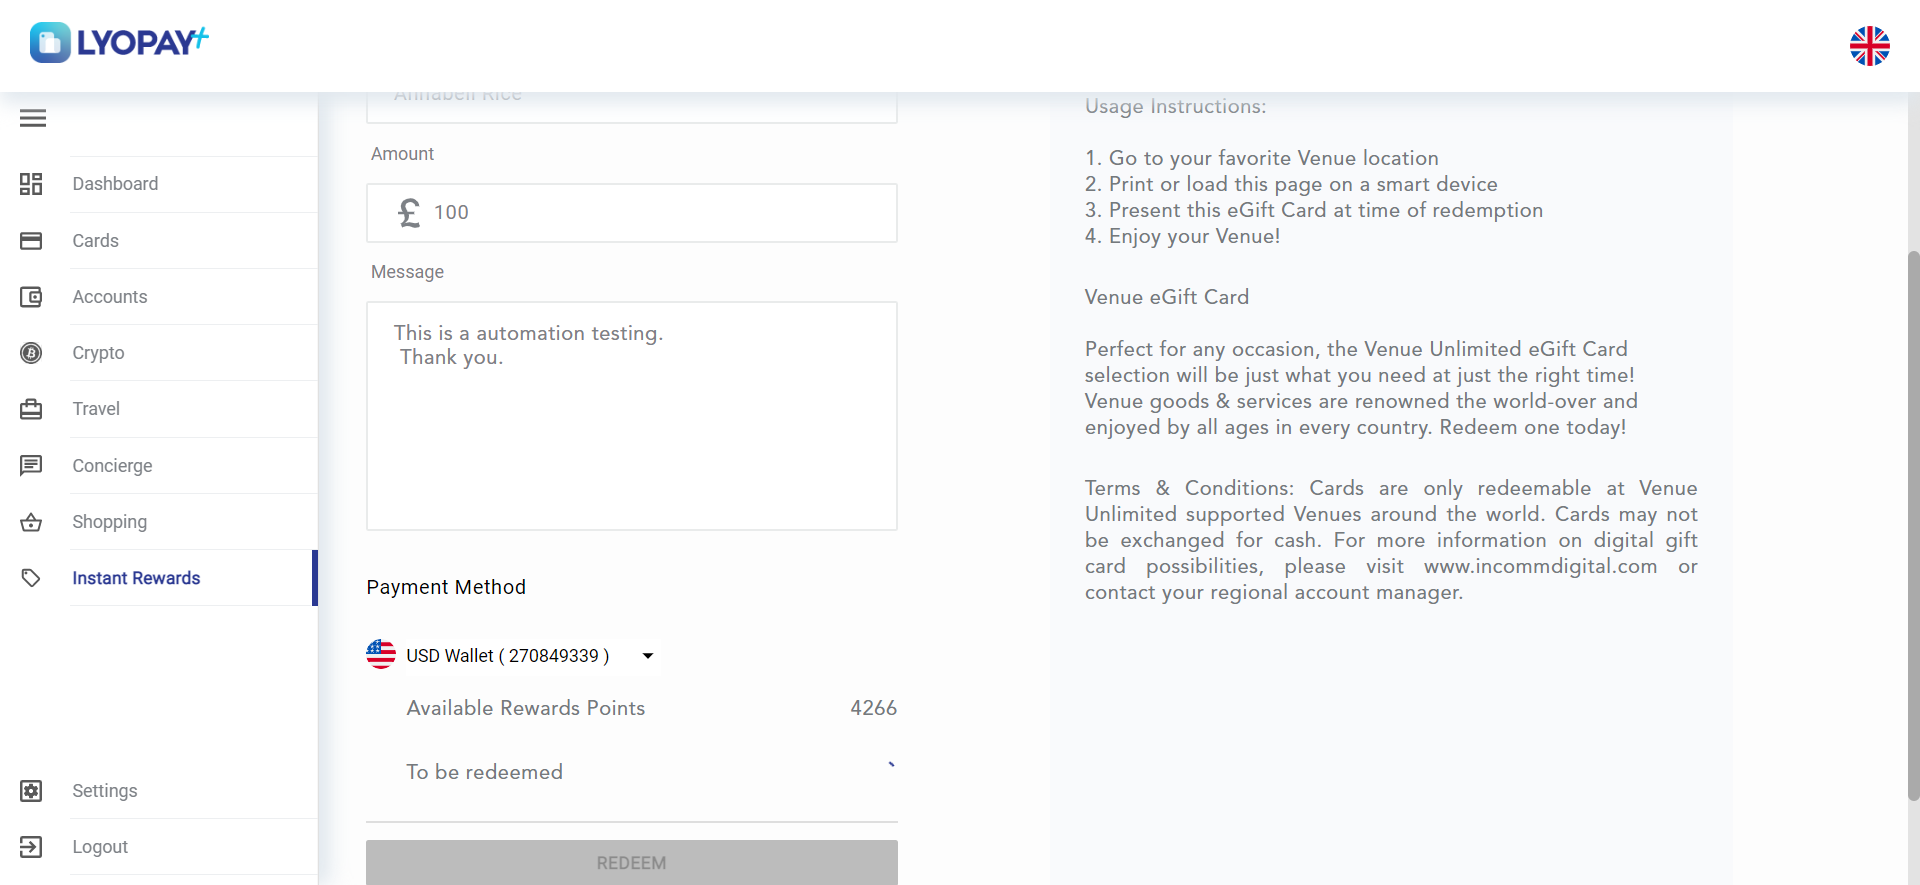 LYOPAY+
Dashboard
Cards
Accounts
Crypto
Travel
Concierge
Shopping
Instant Rewards
Settings
Logout
Annabell Rice
Amount
£ 100
Message
This is a automation testing.
Thank you.
Payment Method
USD Wallet ( 270849339 )
Available Rewards Points 4266
To be redeemed
REDEEM
Usage Instructions:
1. Go to your favorite Venue location
2. Print or load this page on a smart device
3. Present this eGift Card at time of redemption
4. Enjoy your Venue!
Venue eGift Card
Perfect for any occasion, the Venue Unlimited eGift Card
selection will be just what you need at just the right time!
Venue goods & services are renowned the world-over and
enjoyed by all ages in every country. Redeem one today!
Terms & Conditions: Cards are only redeemable at Venue
Unlimited supported Venues around the world. Cards may not
be exchanged for cash. For more information on digital gift
card possibilities, please visit www.incommdigital.com or
contact your regional account manager.